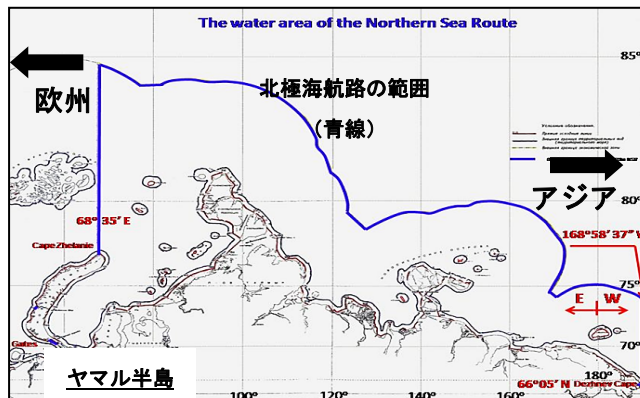 The water area of the Northern Sea Route
85°
欧州
北極海航路の範囲
（青線）
Условные обозначения:
アジア
80°
68° 35' E
168° 58' 37" W
Cape Zhelanie
75°
E W
Gates
70°
ヤマル半島
100°
120°
140°
160°
180°
66° 05' N Dezhnev Cape